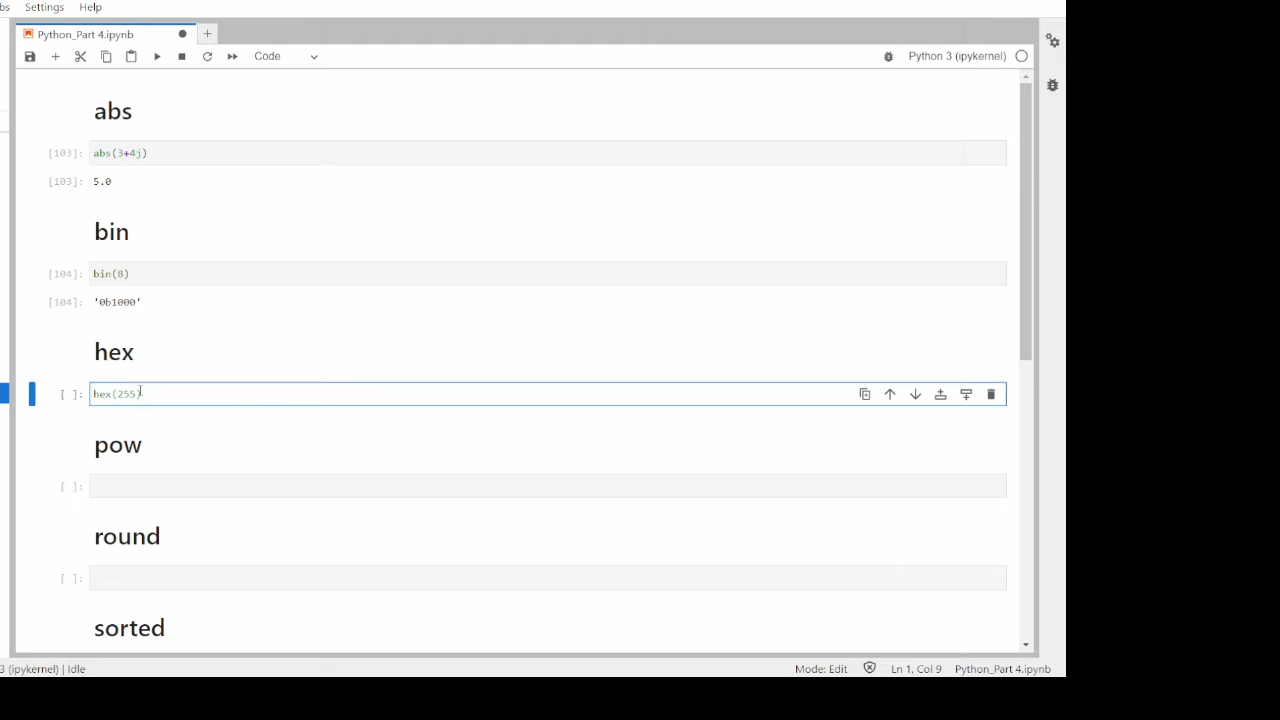 bs Settings Help
Python_Part 4.ipynb
Code Python 3 (ipykernel)
abs
[103]: abs(3+4j)
[103]: 5.0
bin
[104]: bin(8)
[104]: '0b1000'
hex
[ ]: hex(255)
pow
[ ]:
round
[ ]:
sorted
3 (ipykernel) | Idle Mode: Edit Ln 1, Col 9 Python_Part 4.ipynb